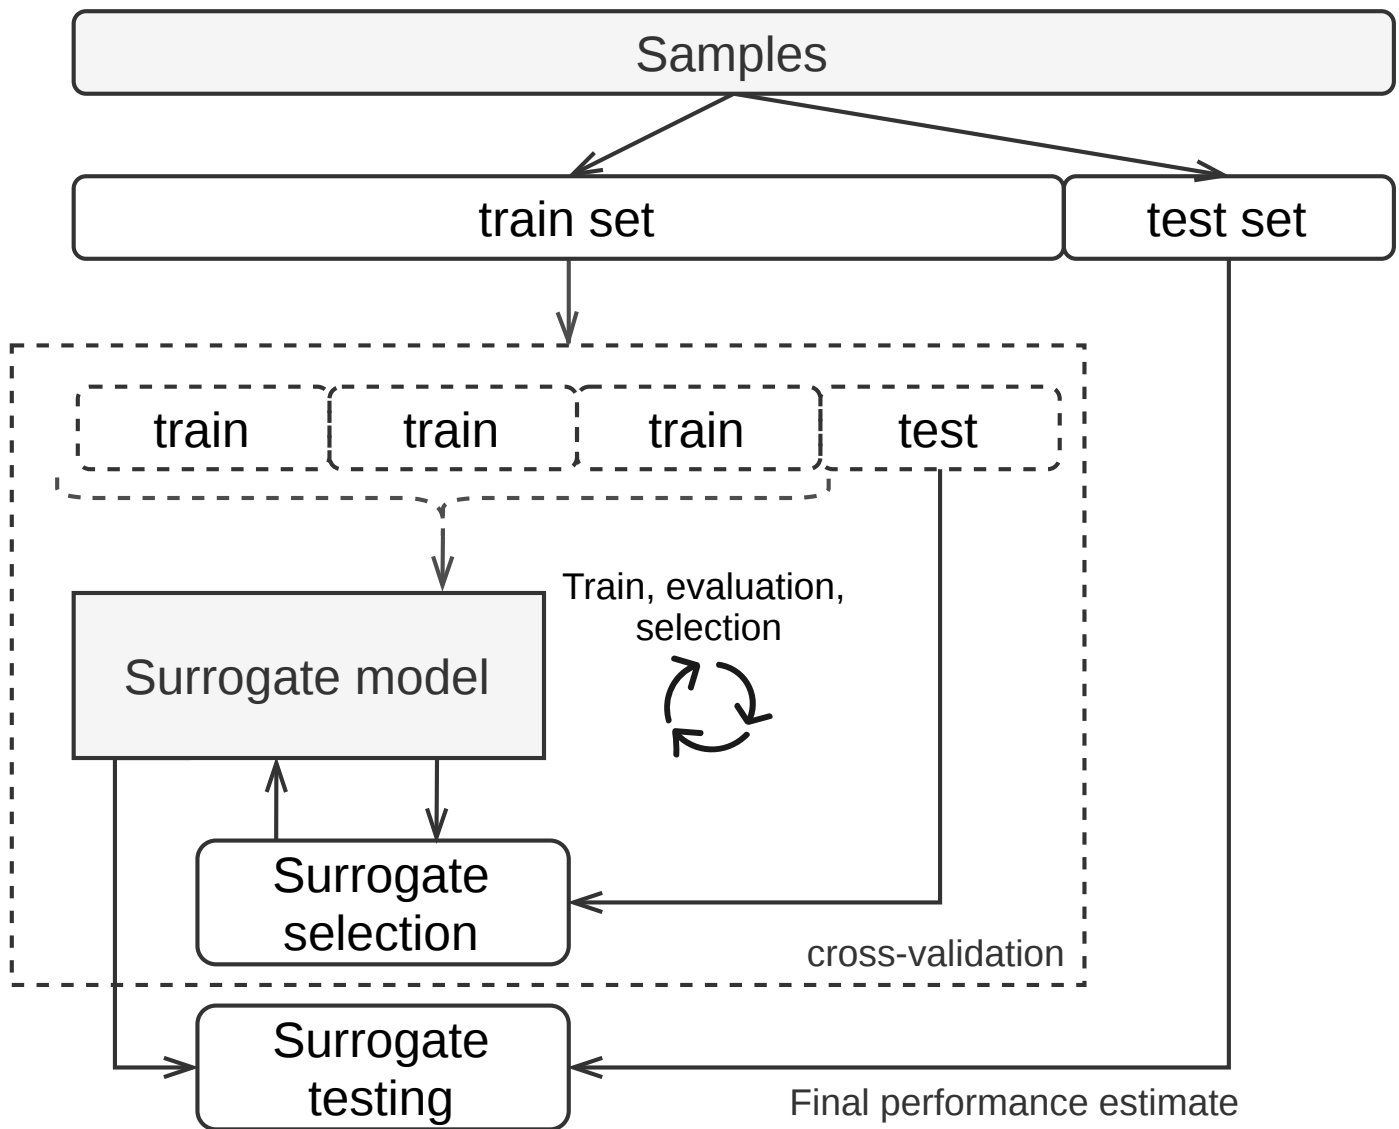 Samples
train set
test set
train
train
train
test
Train, evaluation,
selection
Surrogate model
Surrogate
selection
cross-validation
Surrogate
testing
Final performance estimate